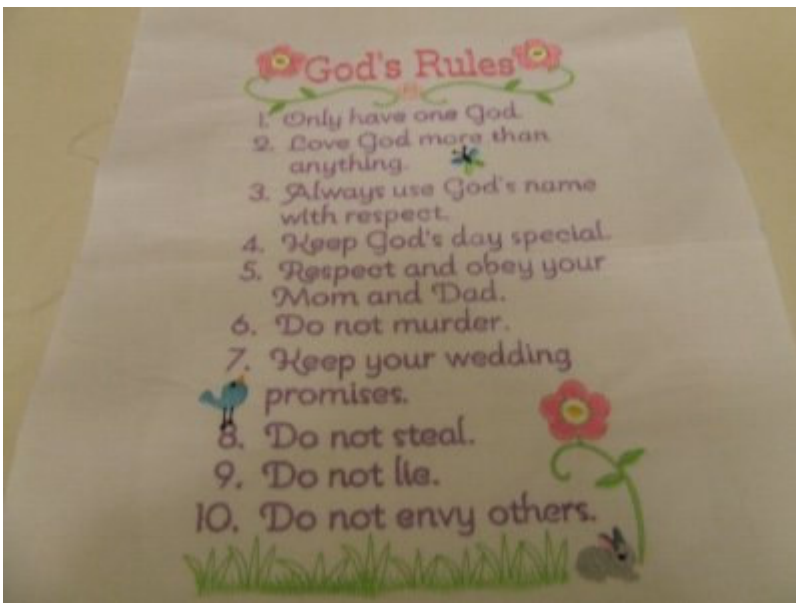 God's Rules
1. Only have one God.
2. Love God more than
anything.
3. Always use God's name
with respect.
4. Keep God's day special.
5. Respect and obey your
Mom and Dad.
6. Do not murder.
7. Keep your wedding
promises.
8. Do not steal.
9. Do not lie.
10. Do not envy others.